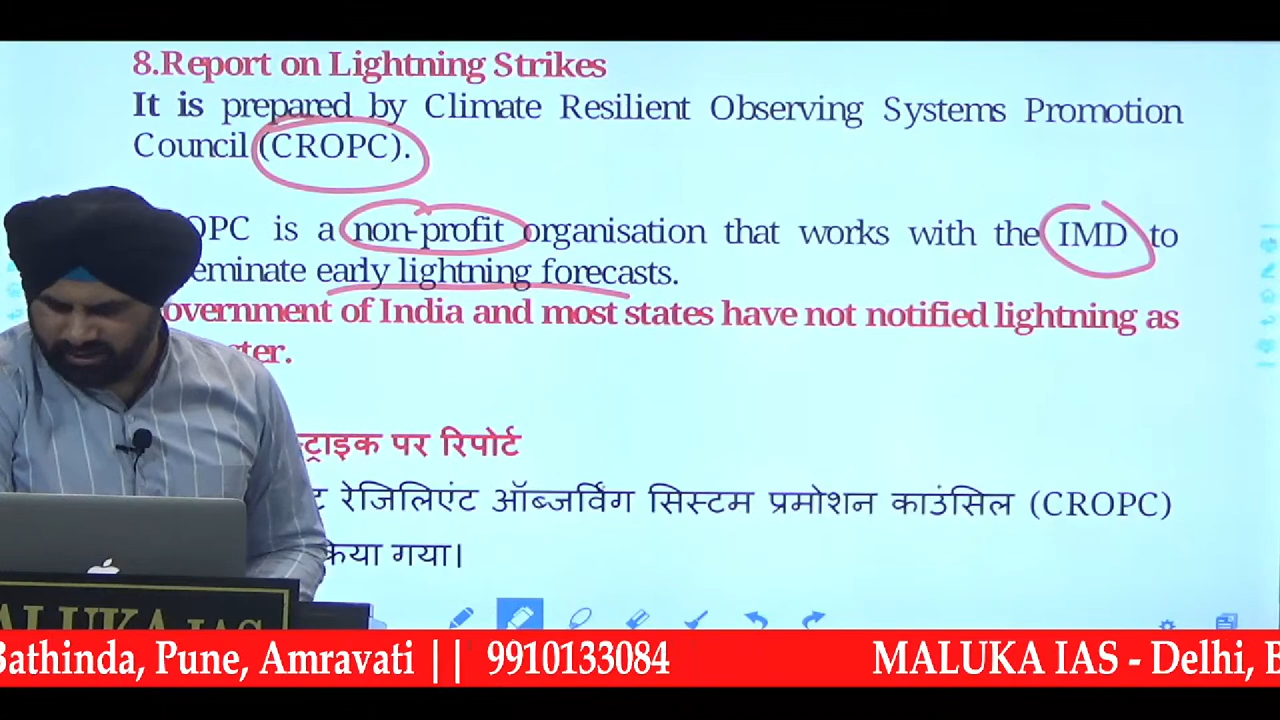 8.Report on Lightning Strikes
It is prepared by Climate Resilient Observing Systems Promotion
Council (CROPC).
OPC is a non-profit organisation that works with the IMD to
eminate early lightning forecasts.
overnment of India and most states have not notified lightning as
ter.
ट्राइक पर रिपोर्ट
ट रेजिलिएंट ऑब्जर्विंग सिस्टम प्रमोशन काउंसिल (CROPC)
किया गया।
ALUKA IAS
Bathinda, Pune, Amravati || 9910133084 MALUKA IAS - Delhi, B